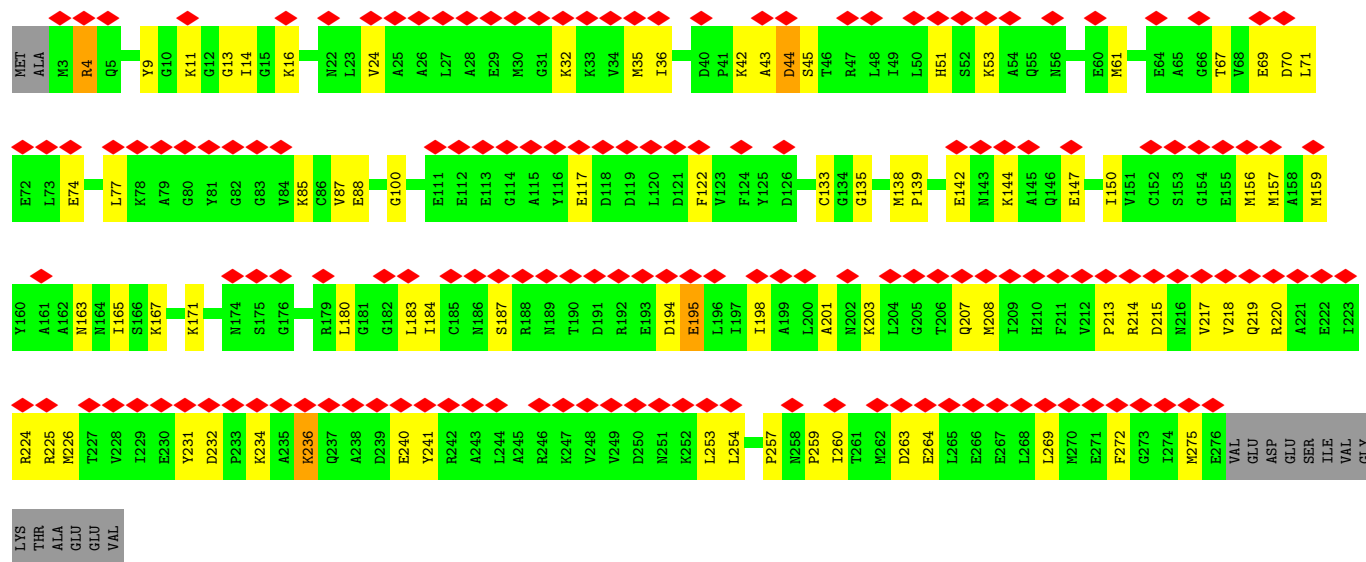 MET ALA M3 R4 Q5 Y9 G10 K11 G12 G13 I14 G15 K16 N22 L23 V24 A25 A26 L27 A28 E29 M30 G31 K32 K33 V34 M35 I36 D40 P41 K42 A43 D44 S45 T46 R47 L48 I49 L50 H51 S52 K53 A54 Q55 N56 E60 M61 E64 A65 G66 T67 V68 E69 D70 L71
E72 L73 E74 L77 K78 A79 G80 Y81 G82 G83 V84 K85 C86 V87 E88 G100 E111 E112 E113 G114 A115 Y116 E117 D118 D119 L120 D121 F122 V123 F124 Y125 D126 C133 G134 G135 M138 P139 E142 N143 K144 A145 Q146 E147 I150 V151 C152 S153 G154 E155 M156 M157 A158 M159
Y160 A161 A162 N163 N164 I165 S166 K167 K171 N174 S175 G176 R179 L180 G181 G182 L183 I184 C185 N186 S187 R188 N189 T190 D191 R192 E193 D194 E195 L196 I197 I198 A199 L200 A201 N202 K203 L204 G205 T206 Q207 M208 I209 H210 F211 V212 P213 R214 D215 N216 V217 V218 Q219 R220 A221 E222 I223
R224 R225 M226 T227 V228 I229 E230 Y231 D232 P233 K234 A235 K236 Q237 A238 D239 E240 Y241 R242 A243 L244 A245 R246 K247 V248 V249 D250 N251 K252 L253 L254 P257 N258 P259 I260 T261 M262 D263 E264 L265 E266 E267 L268 L269 M270 E271 F272 G273 I274 M275 E276 VAL GLU ASP GLU SER ILE VAL GLY
LYS THR ALA GLU GLU VAL